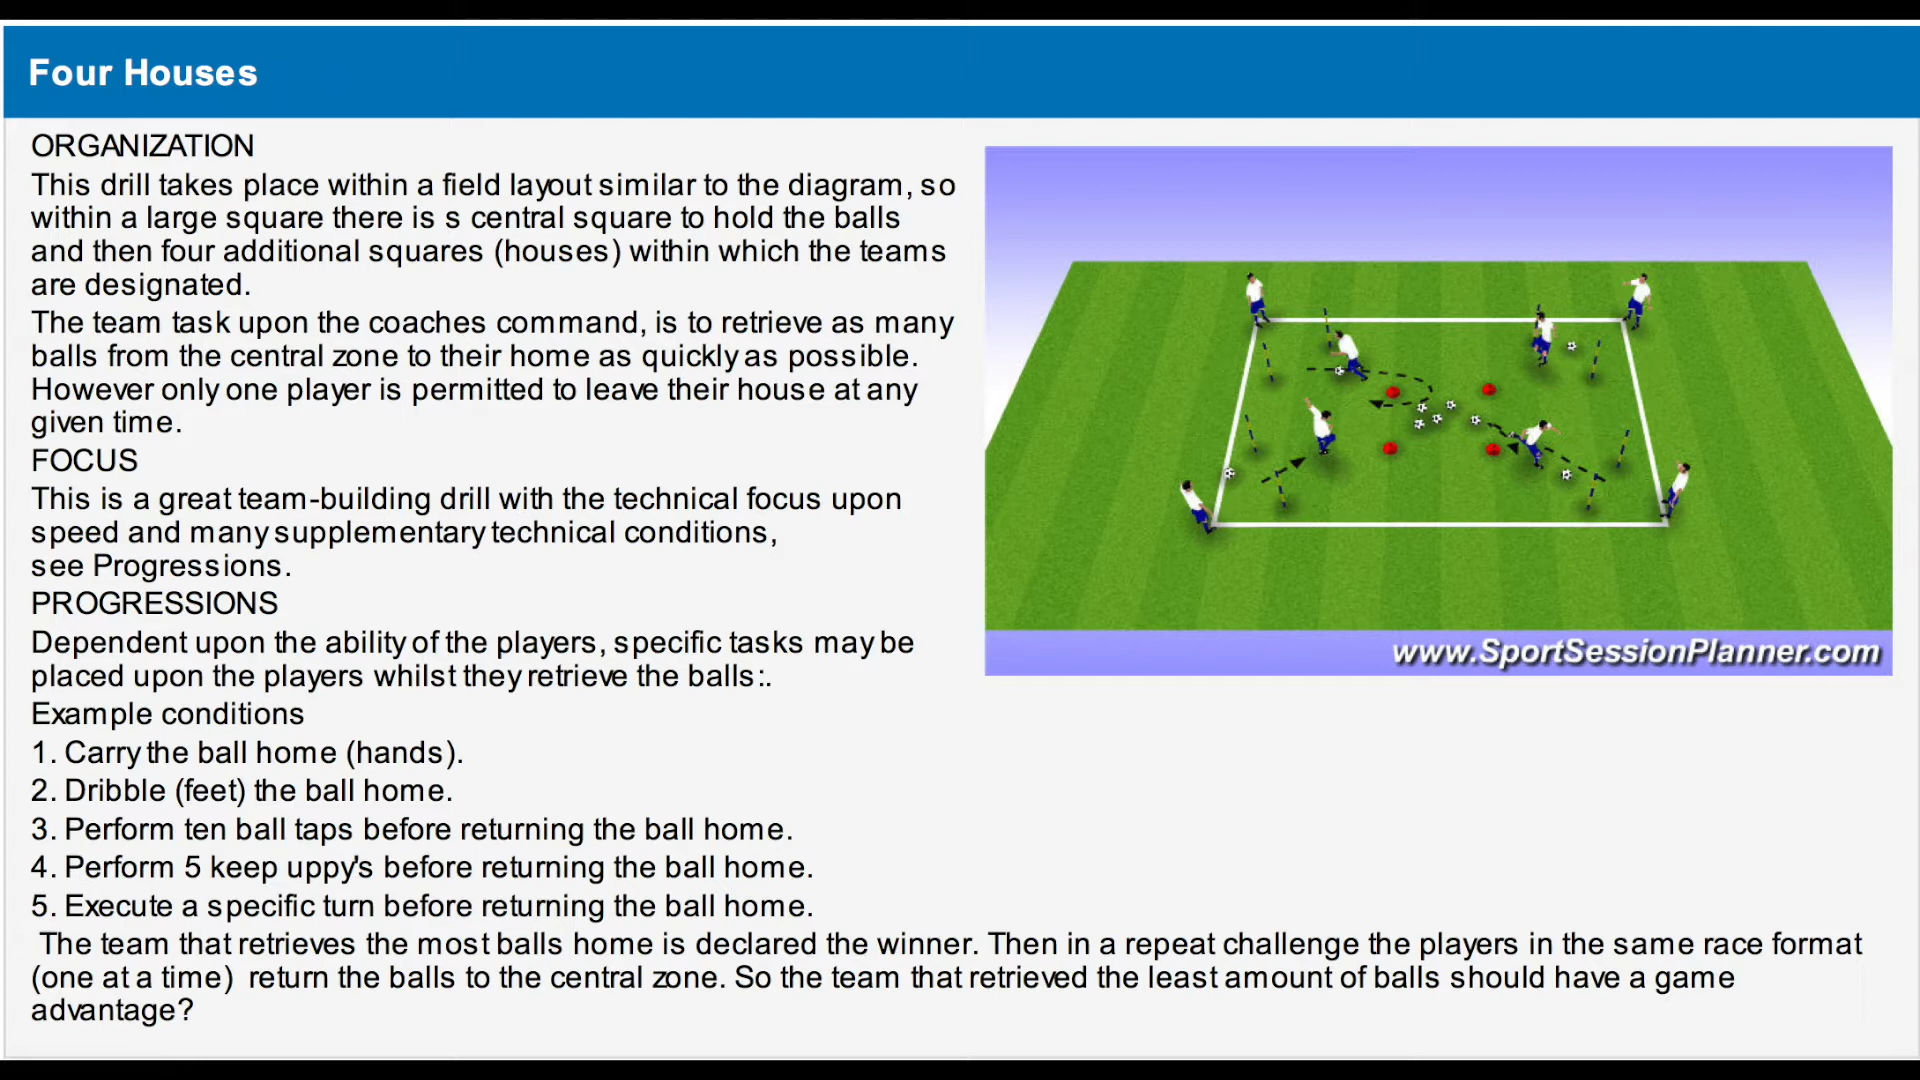 Four Houses
ORGANIZATION
This drill takes place within a field layout similar to the diagram, so
within a large square there is s central square to hold the balls
and then four additional squares (houses) within which the teams
are designated.
The team task upon the coaches command, is to retrieve as many
balls from the central zone to their home as quickly as possible.
However only one player is permitted to leave their house at any
given time.
FOCUS
This is a great team-building drill with the technical focus upon
speed and many supplementary technical conditions,
see Progressions.
PROGRESSIONS
Dependent upon the ability of the players, specific tasks may be
placed upon the players whilst they retrieve the balls:.
Example conditions
1. Carry the ball home (hands).
2. Dribble (feet) the ball home.
3. Perform ten ball taps before returning the ball home.
4. Perform 5 keep uppy's before returning the ball home.
5. Execute a specific turn before returning the ball home.
The team that retrieves the most balls home is declared the winner. Then in a repeat challenge the players in the same race format
(one at a time) return the balls to the central zone. So the team that retrieved the least amount of balls should have a game
advantage?
www.SportSessionPlanner.com